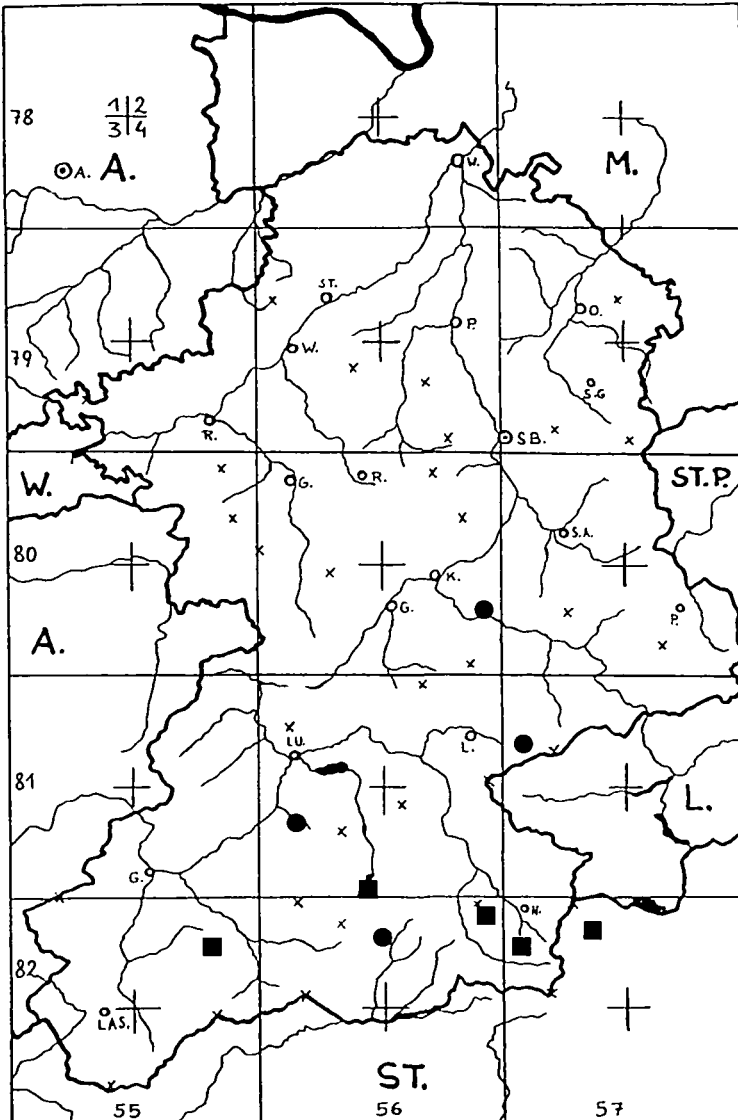 78
1 2
3 4
A.
A.
W.
M.
ST.
O.
P.
79
W.
S.G
R.
S.B.
W.
G.
R.
ST.P.
S.A.
80
K.
G.
P.
A.
LU.
L.
81
L.
G.
N.
82
LAS.
ST.
55
56
57